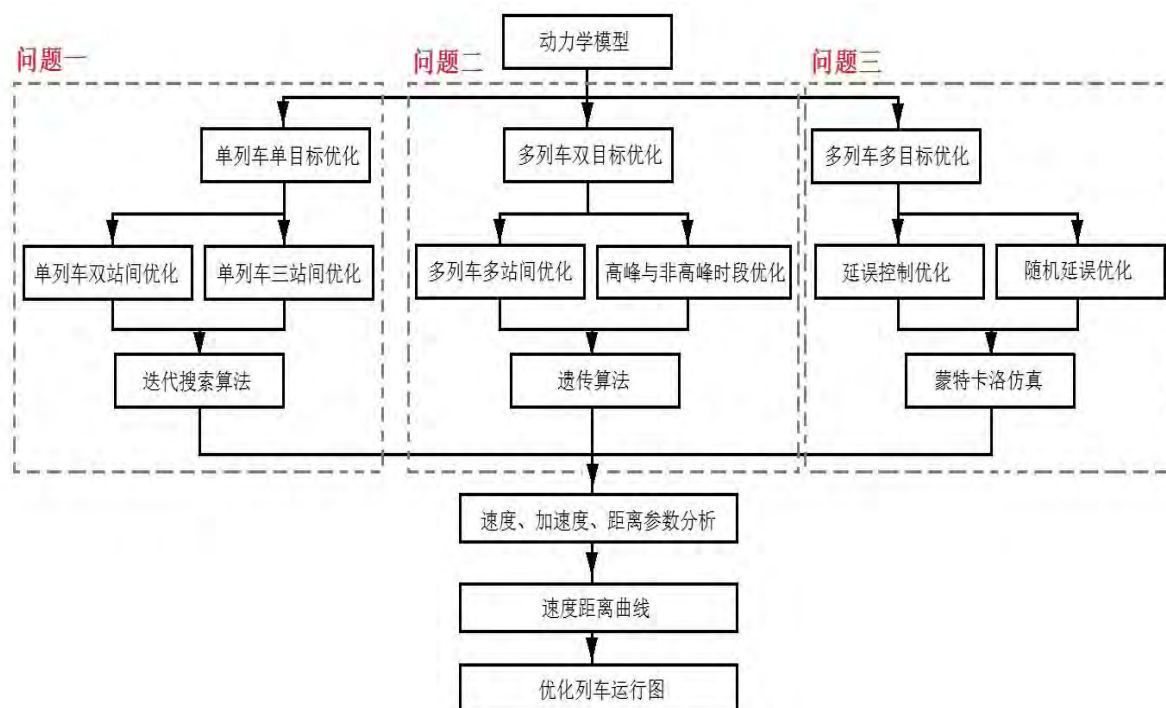 动力学模型
问题一
问题二
问题三
单列车单目标优化
多列车双目标优化
多列车多目标优化
单列车双站间优化
单列车三站间优化
多列车多站间优化
高峰与非高峰时段优化
延误控制优化
随机延误优化
迭代搜索算法
遗传算法
蒙特卡洛仿真
速度、加速度、距离参数分析
速度距离曲线
优化列车运行图